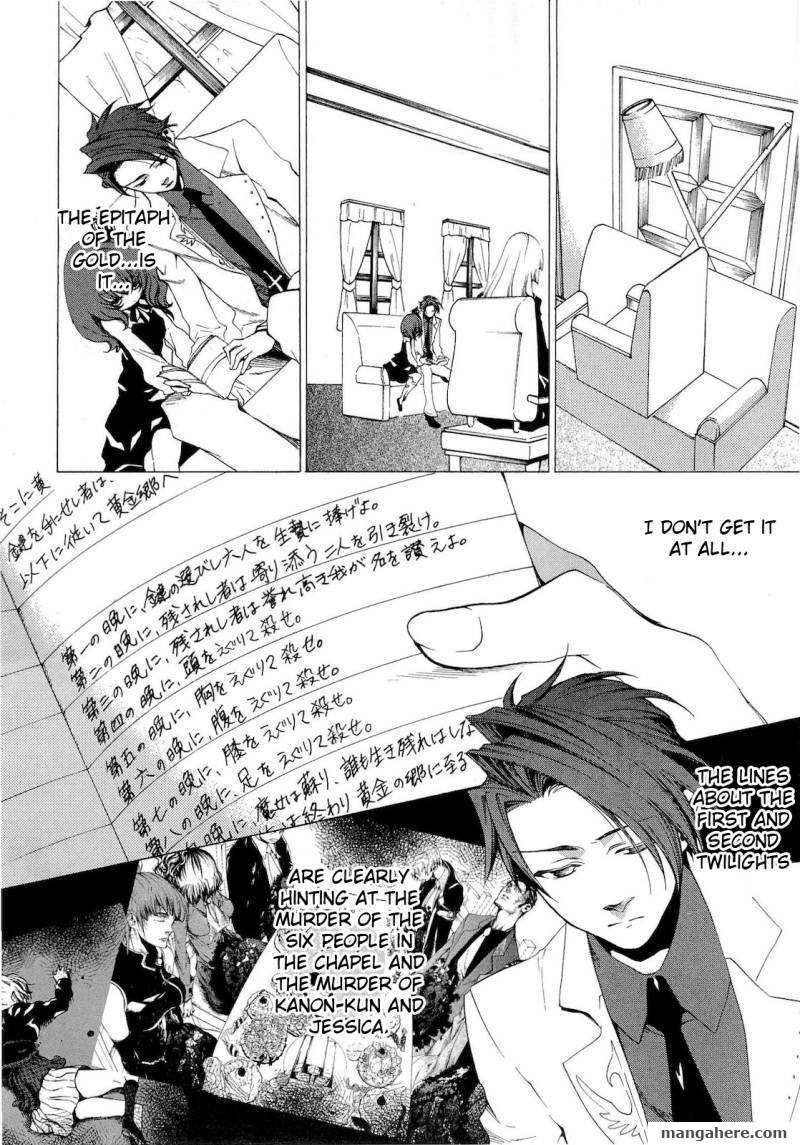 THE EPITAPH
OF THE
GOLD...IS
IT...
I DON'T GET IT
AT ALL...
そこに黄
鍵を手にせし者は、
以下に従いて黄金郷へ
第一の晩に、鍵の選びし六人を生贄に捧げよ。
第二の晩に、残されし者は寄り添う二人を引き裂け。
第三の晩に、残されし者は誉れ高き我が名を讃えよ。
第四の晩に、頭をえぐりて殺せ。
第五の晩に、胸をえぐりて殺せ。
第六の晩に、腹をえぐりて殺せ。
第七の晩に、膝をえぐりて殺せ。
第八の晩に、足をえぐりて殺せ。
晩に、魔女は蘇り、誰も生き残れはしな
は終わり黄金の郷に至る
THE LINES
ABOUT THE
FIRST AND
SECOND
TWILIGHTS
ARE CLEARLY
HINTING AT THE
MURDER OF THE
SIX PEOPLE IN
THE CHAPEL AND
THE MURDER OF
KANON-KUN AND
JESSICA.
mangahere.com